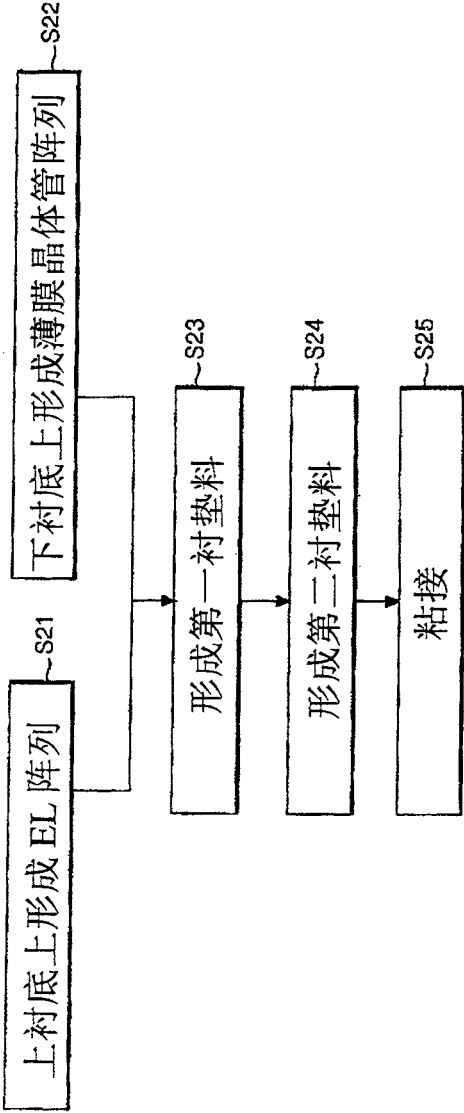 上衬底上形成 EL 阵列
S21
下衬底上形成薄膜晶体管阵列
S22
形成第一衬垫料
S23
形成第二衬垫料
S24
粘接
S25